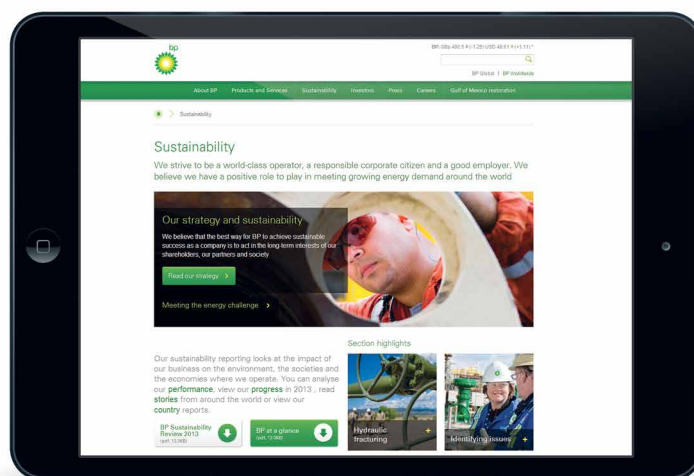 bp
BP Global | BP Worldwide
About BP Products and Services Sustainability Investors Press Careers Gulf of Mexico restoration
Sustainability
Sustainability
We strive to be a world-class operator, a responsible corporate citizen and a good employer. We
believe we have a positive role to play in meeting growing energy demand around the world
Our strategy and sustainability
We believe that the best way for BP to achieve sustainable
success as a company is to act in the long-term interests of our
shareholders, our partners and society
Read our strategy >
Meeting the energy challenge >
Our sustainability reporting looks at the impact of
our business on the environment, the societies and
the economies where we operate. You can analyse
our performance, view our progress in 2013 , read
stories from around the world or view our
country reports.
BP Sustainability
Review 2013
BP at a glance
Section highlights
Hydraulic
fracturing +
Identifying issues +